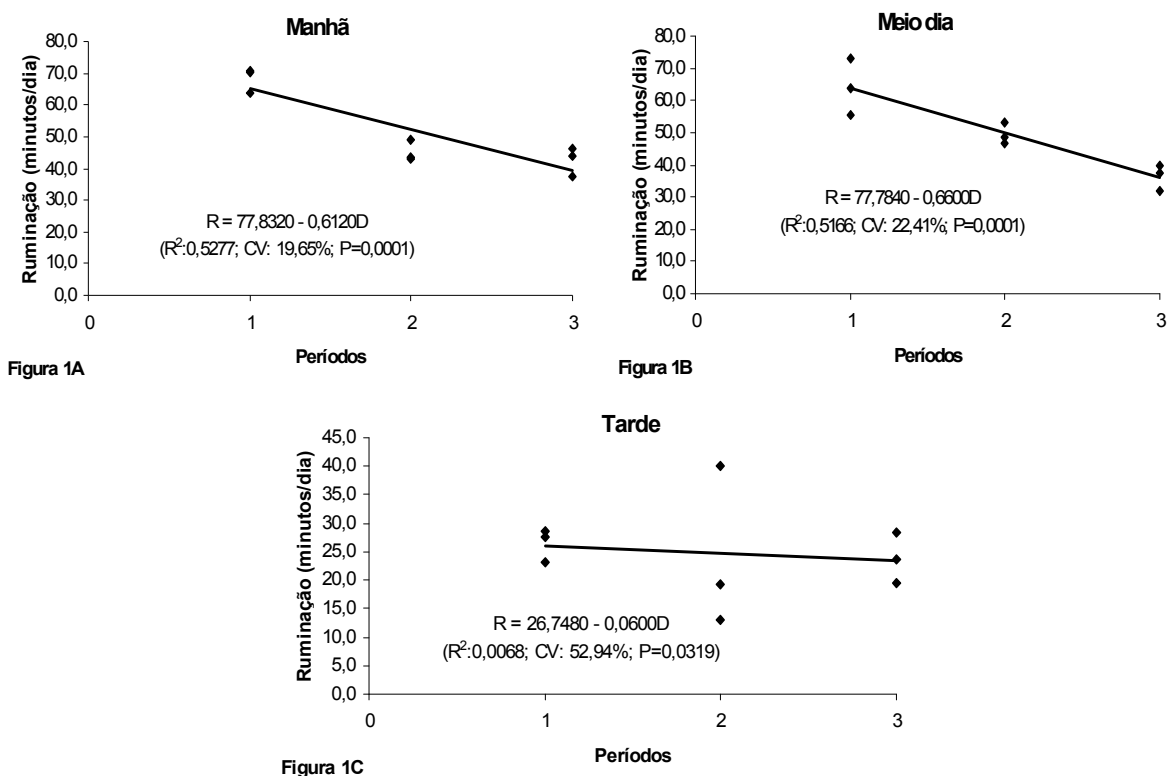 Manhã
Ruminação (minutos/dia)
80,0
70,0
60,0
50,0
40,0
30,0
20,0
10,0
0,0
R = 77,8320 - 0,6120D
(R²:0,5277; CV: 19,65%; P=0,0001)
0 1 2 3
Períodos
Figura 1A
Meio dia
Ruminação (minutos/dia)
80,0
70,0
60,0
50,0
40,0
30,0
20,0
10,0
0,0
R = 77,7840 - 0,6600D
(R²:0,5166; CV: 22,41%; P=0,0001)
0 1 2 3
Períodos
Figura 1B
Tarde
Ruminação (minutos/dia)
45,0
40,0
35,0
30,0
25,0
20,0
15,0
10,0
5,0
0,0
R = 26,7480 - 0,0600D
(R²:0,0068; CV: 52,94%; P=0,0319)
0 1 2 3
Períodos
Figura 1C